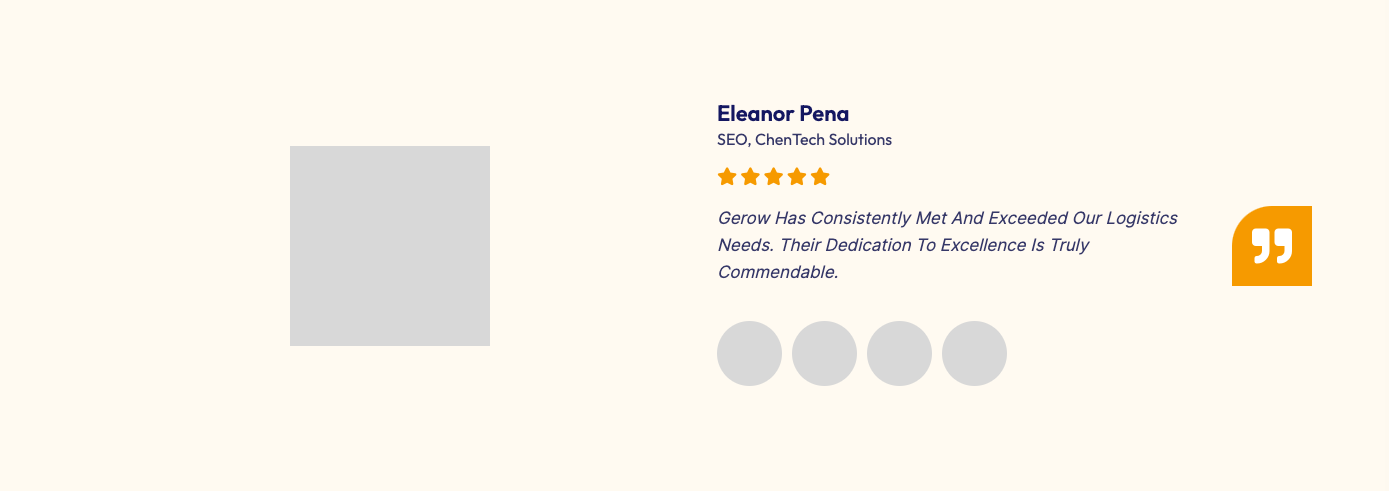 Eleanor Pena
SEO, ChenTech Solutions
Gerow Has Consistently Met And Exceeded Our Logistics
Needs. Their Dedication To Excellence Is Truly
Commendable.